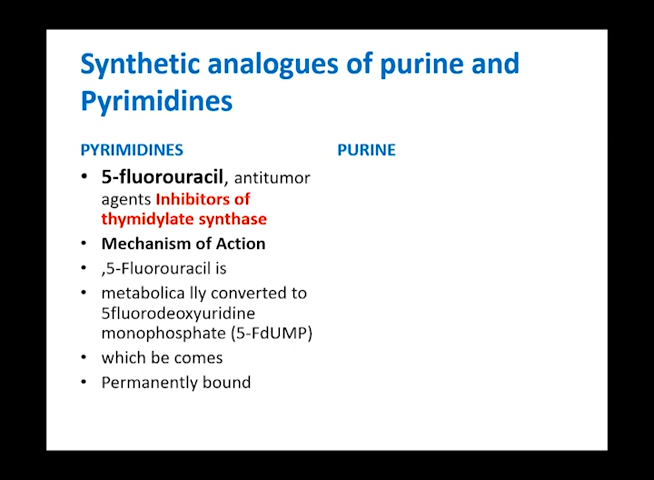 Synthetic analogues of purine and
Pyrimidines
PYRIMIDINES
• 5-fluorouracil, antitumor
agents Inhibitors of
thymidylate synthase
• Mechanism of Action
• ,5-Fluorouracil is
• metabolica lly converted to
5fluorodeoxyuridine
monophosphate (5-FdUMP)
• which be comes
• Permanently bound
PURINE